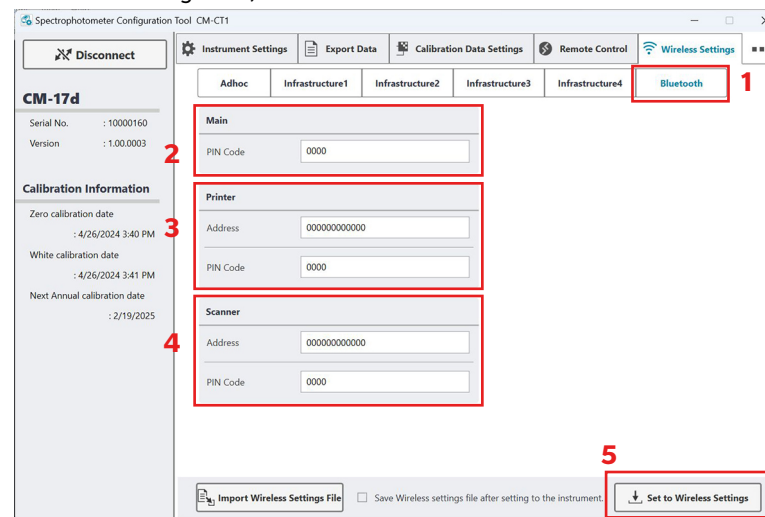 Spectrophotometer Configuration Tool CM-CT1
Disconnect
Instrument Settings
Export Data
Calibration Data Settings
Remote Control
Wireless Settings
Adhoc
Infrastructure1
Infrastructure2
Infrastructure3
Infrastructure4
Bluetooth
1
CM-17d
Serial No. : 10000160
Version : 1.00.0003
Calibration Information
Zero calibration date
: 4/26/2024 3:40 PM
White calibration date
: 4/26/2024 3:41 PM
Next Annual calibration date
: 2/19/2025
2
Main
PIN Code 0000
3
Printer
Address 000000000000
PIN Code 0000
4
Scanner
Address 000000000000
PIN Code 0000
5
Import Wireless Settings File
Save Wireless settings file after setting to the instrument.
Set to Wireless Settings